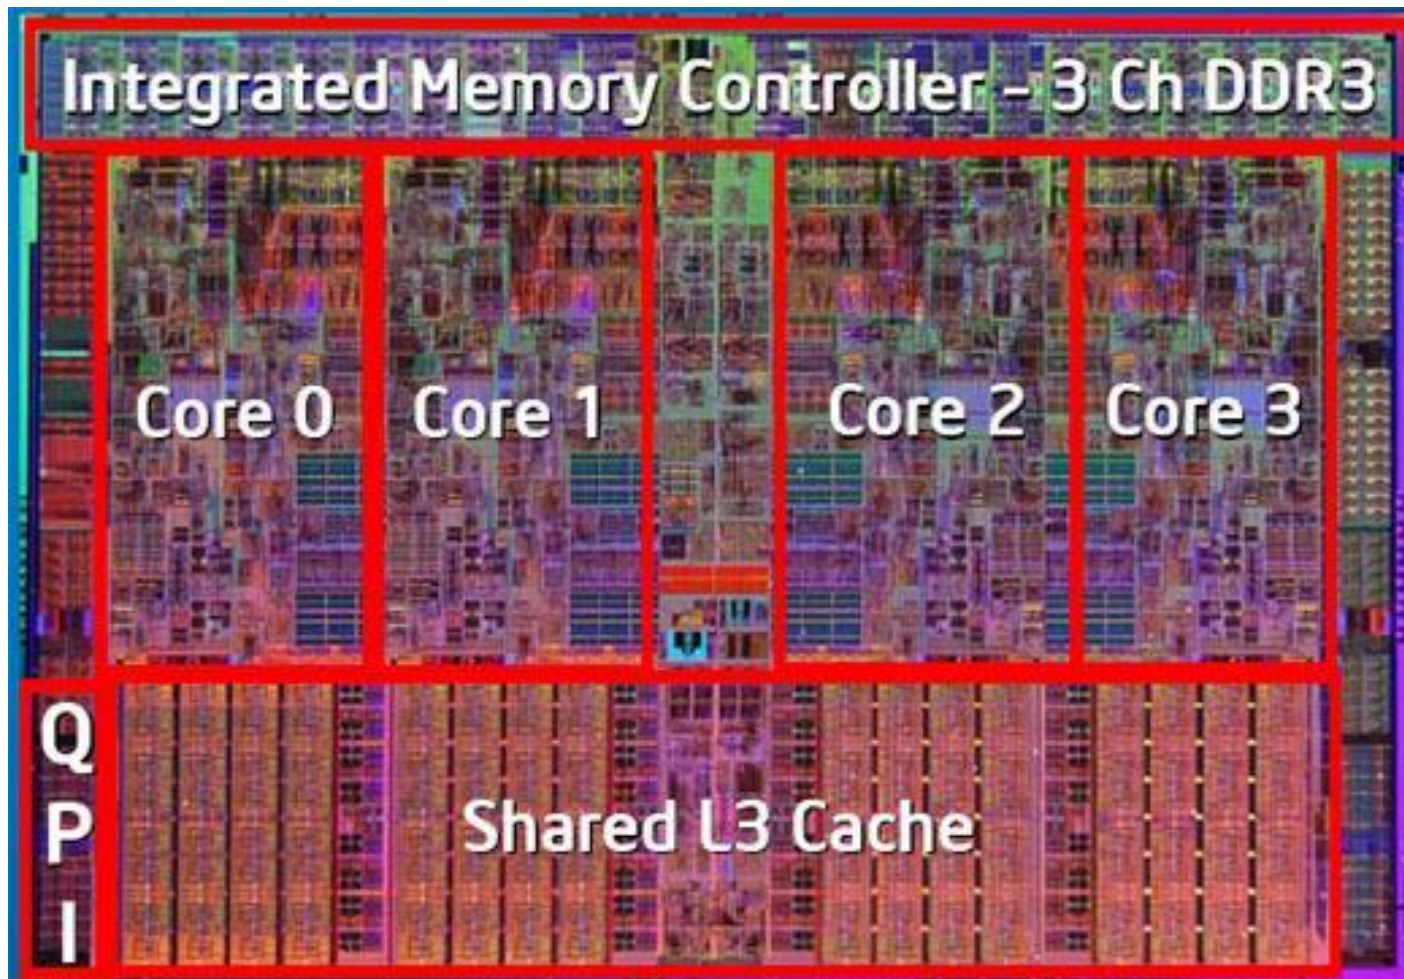 Integrated Memory Controller - 3 Ch DDR3
Core 0
Core 1
Core 2
Core 3
Q
P
I
Shared L3 Cache